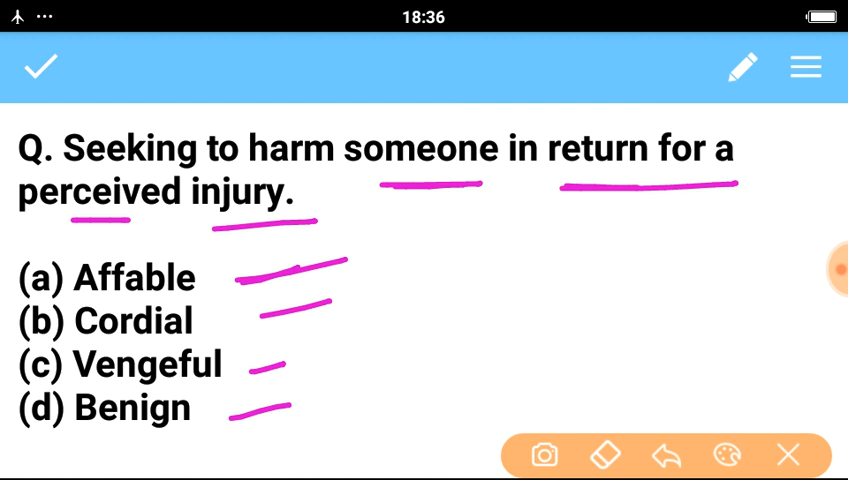 18:36
Q. Seeking to harm someone in return for a
perceived injury.
(a) Affable
(b) Cordial
(c) Vengeful
(d) Benign